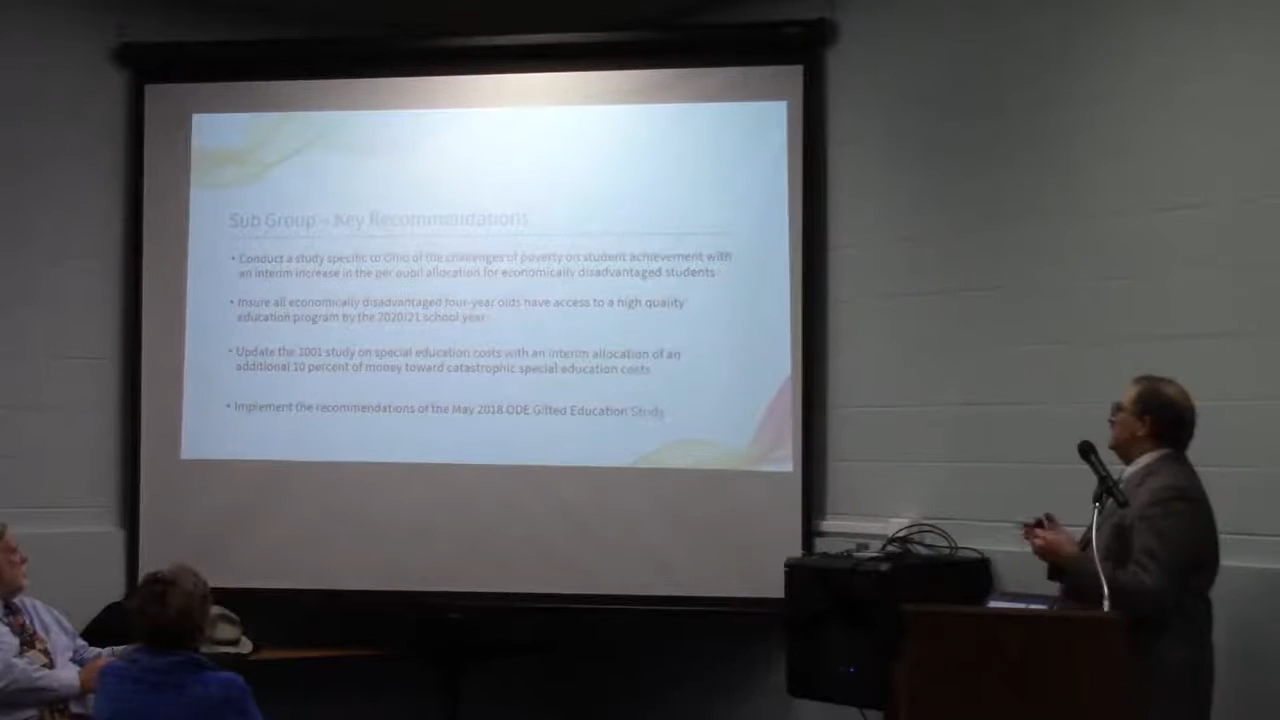 Sub Group - Key Recommendations
• Conduct a study specific to Ohio of the challenges of poverty on student achievement with
an interim increase in the per pupil allocation for economically disadvantaged students
• Insure all economically disadvantaged four-year olds have access to a high quality
education program by the 2020/21 school year
• Update the 2001 study on special education costs with an interim allocation of an
additional 10 percent of money toward catastrophic special education costs
• Implement the recommendations of the May 2018 ODE Gifted Education Study